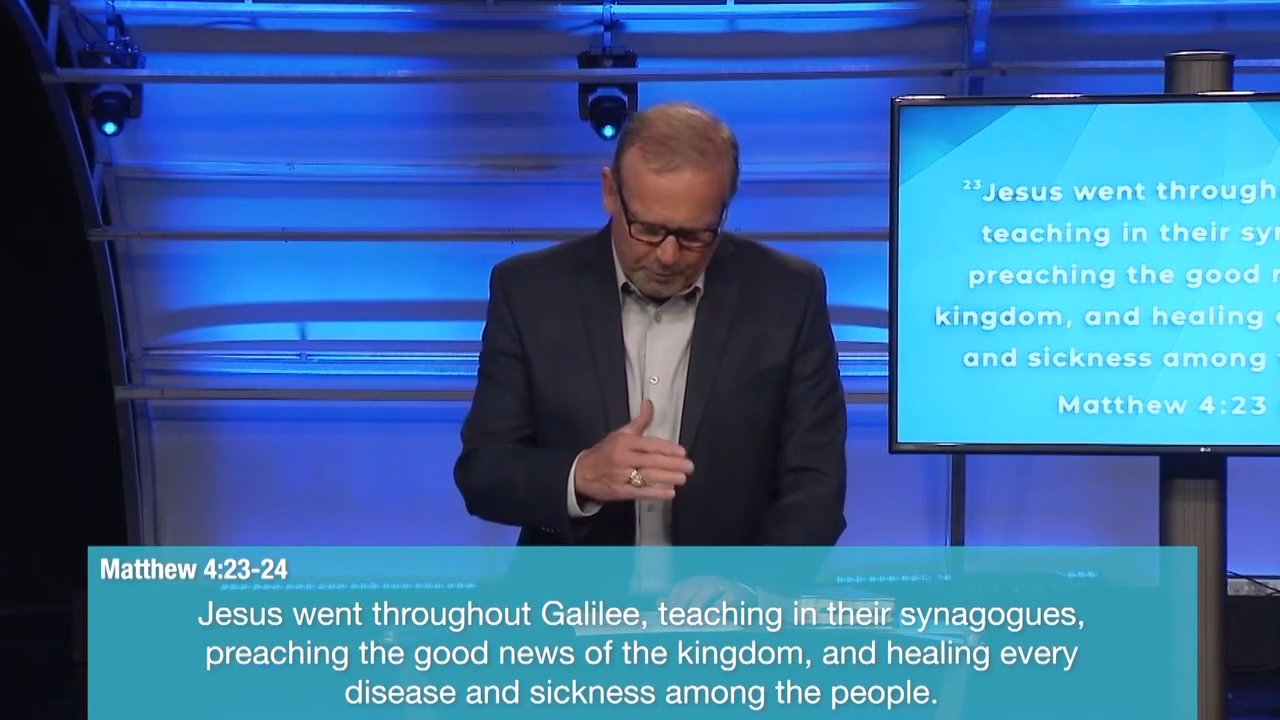 ²³Jesus went through
teaching in their
preaching the good
kingdom, and healing
and sickness among
Matthew 4:23
LG
Matthew 4:23-24
Jesus went throughout Galilee, teaching in their synagogues,
preaching the good news of the kingdom, and healing every
disease and sickness among the people.